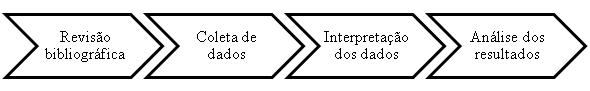 Revisão
bibliográfica
Coleta de
dados
Interpretação
dos dados
Análise dos
resultados